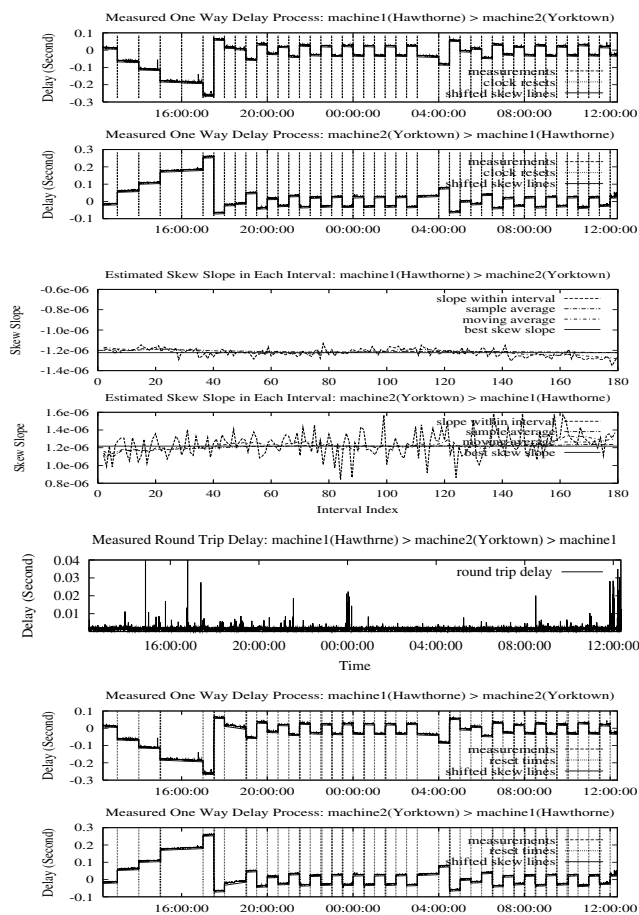 Measured One Way Delay Process: machine1(Hawthorne) > machine2(Yorktown)
Delay (Second)
0.1
0
-0.1
-0.2
-0.3
measurements
clock resets
shifted skew lines
16:00:00 20:00:00 00:00:00 04:00:00 08:00:00 12:00:00
Measured One Way Delay Process: machine2(Yorktown) > machine1(Hawthorne)
Delay (Second)
0.3
0.2
0.1
0
-0.1
measurements
clock resets
shifted skew lines
16:00:00 20:00:00 00:00:00 04:00:00 08:00:00 12:00:00
Estimated Skew Slope in Each Interval: machine1(Hawthorne) > machine2(Yorktown)
Skew Slope
-0.6e-06
-0.8e-06
-1.0e-06
-1.2e-06
-1.4e-06
slope within interval
sample average
moving average
best skew slope
0 20 40 60 80 100 120 140 160 180
Estimated Skew Slope in Each Interval: machine2(Yorktown) > machine1(Hawthorne)
Skew Slope
1.6e-06
1.4e-06
1.2e-06
1.0e-06
0.8e-06
slope within interval
sample average
moving average
best skew slope
0 20 40 60 80 100 120 140 160 180
Interval Index
Measured Round Trip Delay: machine1(Hawthrne) > machine2(Yorktown) > machine1
Delay (Second)
0.04
0.03
0.02
0.01
round trip delay
16:00:00 20:00:00 00:00:00 04:00:00 08:00:00 12:00:00
Time
Measured One Way Delay Process: machine1(Hawthorne) > machine2(Yorktown)
Delay (Second)
0.1
0
-0.1
-0.2
-0.3
measurements
reset times
shifted skew lines
16:00:00 20:00:00 00:00:00 04:00:00 08:00:00 12:00:00
Measured One Way Delay Process: machine2(Yorktown) > machine1(Hawthorne)
Delay (Second)
0.3
0.2
0.1
0
-0.1
measurements
reset times
shifted skew lines
16:00:00 20:00:00 00:00:00 04:00:00 08:00:00 12:00:00